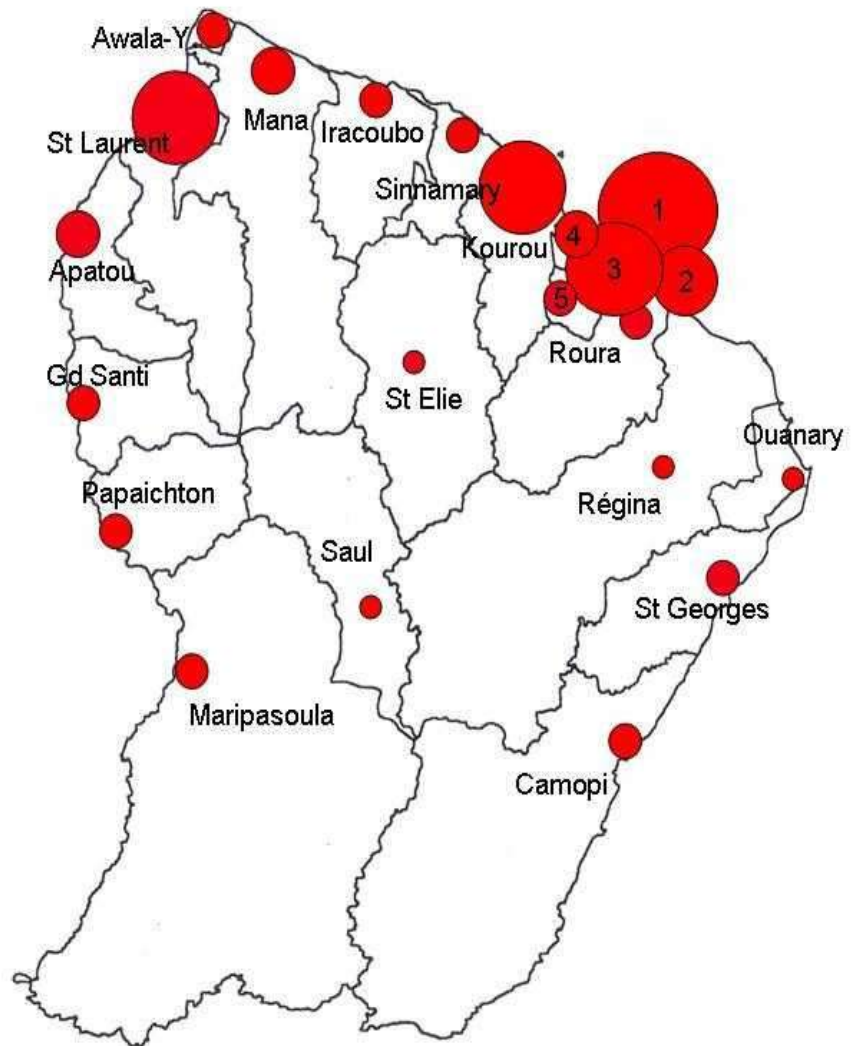 Awala-Y
Mana
St Laurent
Iracoubo
Sinnamary
1
4
Kourou
3
2
Apatou
5
Roura
Gd Santi
St Elie
Ouanary
Papaichton
Régina
Saul
St Georges
Maripasoula
Camopi